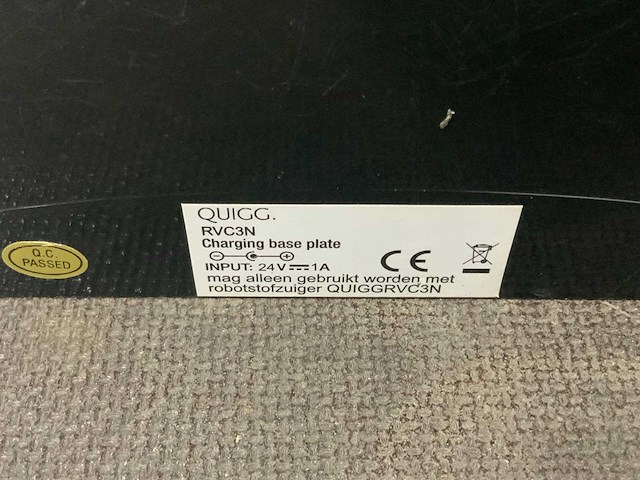 QUIGG.
RVC3N
Charging base plate
INPUT: 24V⎓1A
mag alleen gebruikt worden met
robotstofzuiger QUIGGRVC3N
CE
Q.C.
PASSED